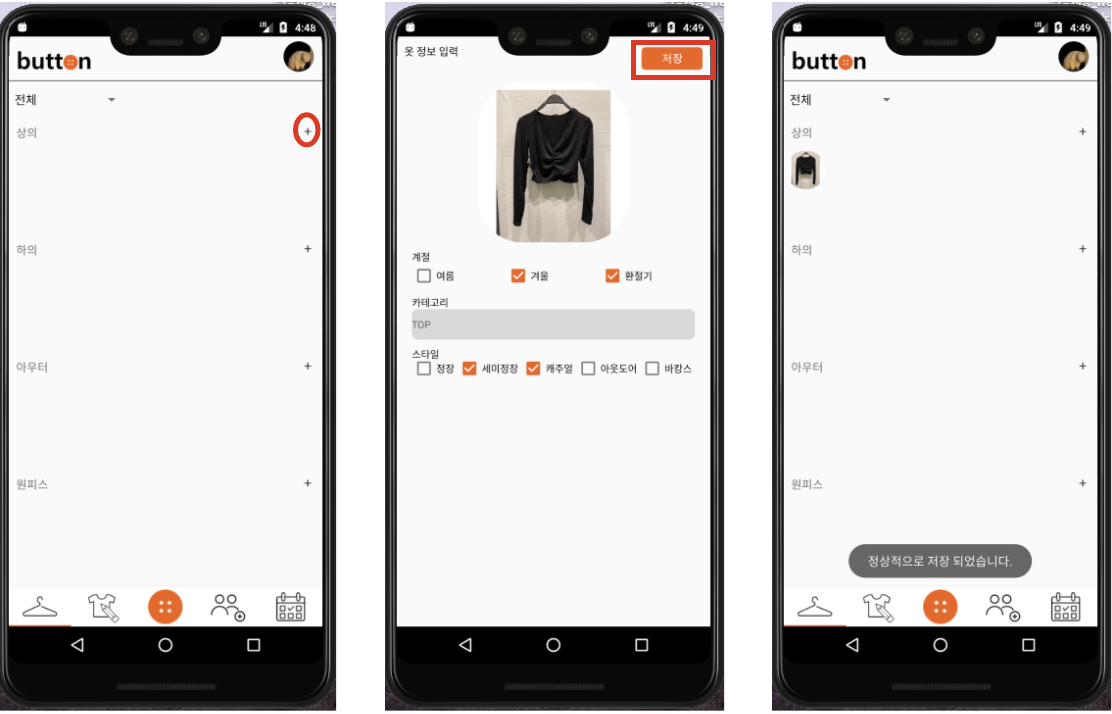 4:48
button
전체
상의
+
하의
+
아우터
+
원피스
+
4:49
옷 정보 입력
저장
계절
여름 겨울 환절기
카테고리
TOP
스타일
정장 세미정장 캐주얼 아웃도어 바캉스
4:49
button
전체
상의
+
하의
+
아우터
+
원피스
+
정상적으로 저장 되었습니다.